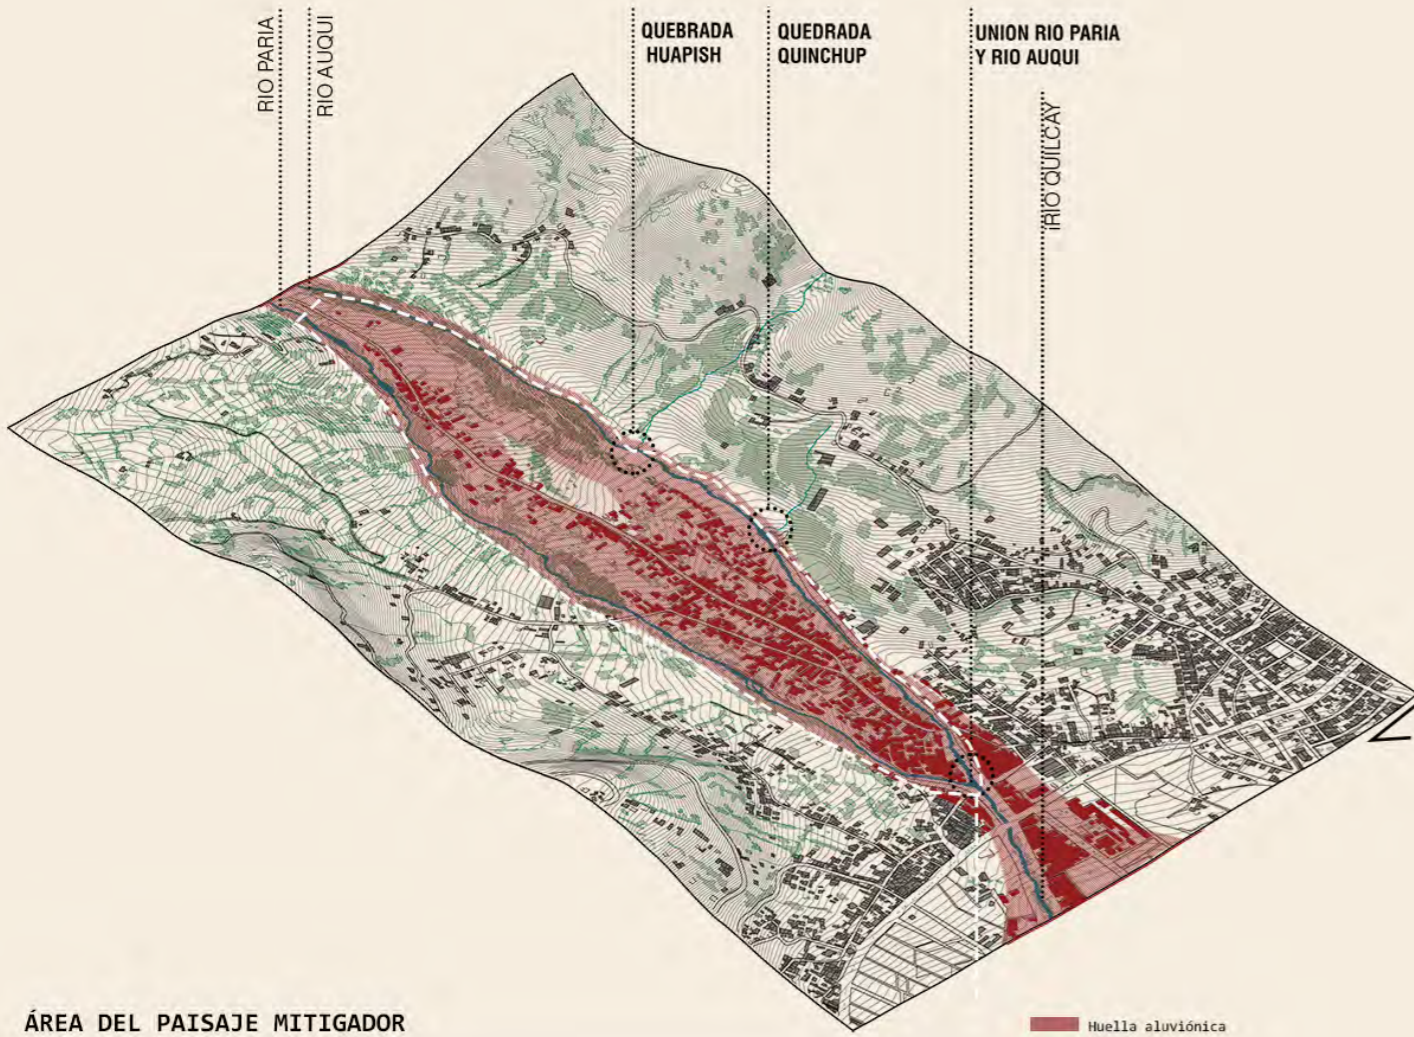 RIO PARIA
RIO AUQUI
QUEBRADA
HUAPISH
QUEDRADA
QUINCHUP
UNION RIO PARIA
Y RIO AUQUI
IRIO QUILCAY
ÁREA DEL PAISAJE MITIGADOR
Huella aluviónica